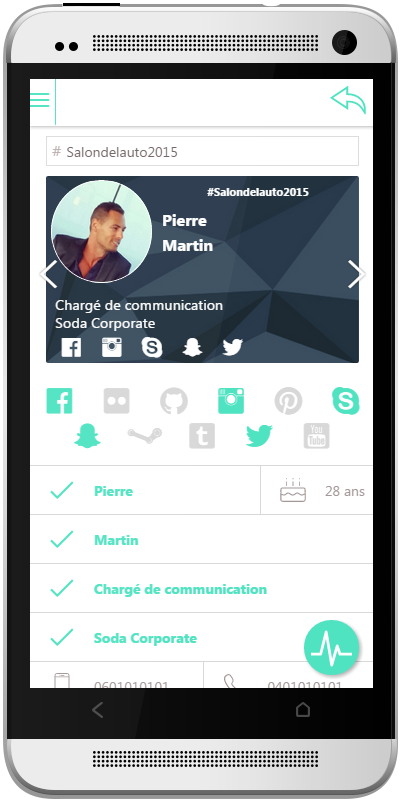 # Salondelauto2015
#Salondelauto2015
Pierre
Martin
Chargé de communication
Soda Corporate
You
Tube
Pierre
28 ans
Martin
Chargé de communication
Soda Corporate
0601010101
0401010101